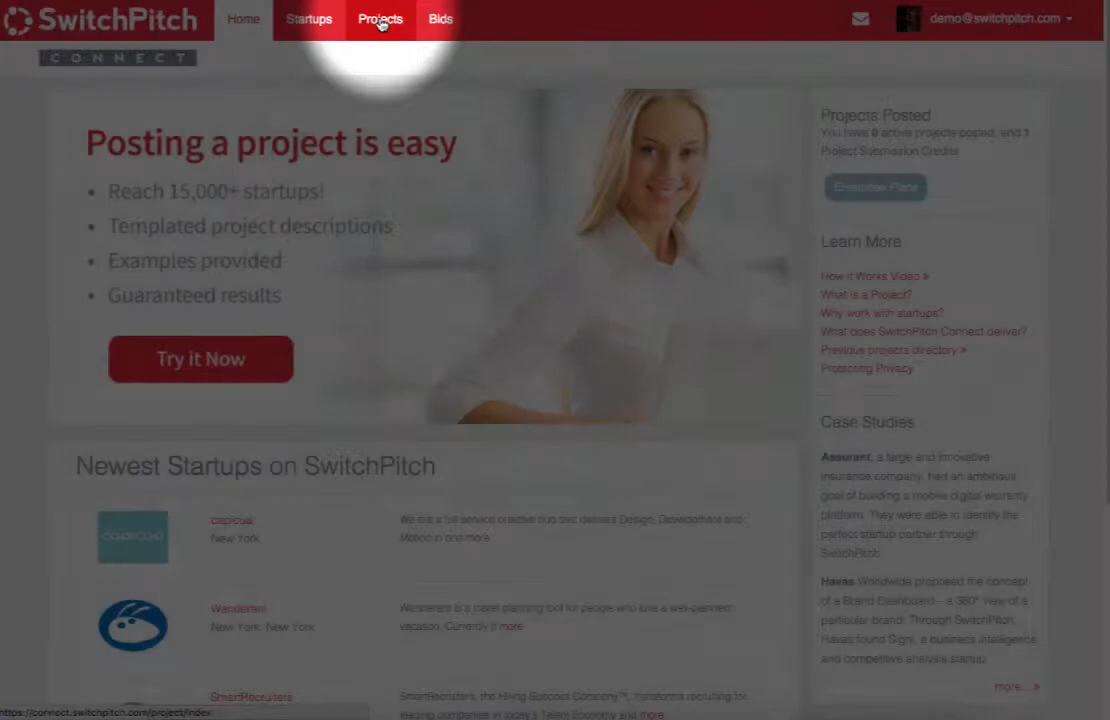 SwitchPitch
Home
Startups
Projects
Bids
demo@switchpitch.com
CONNECT
Posting a project is easy
• Reach 15,000+ startups!
• Templated project descriptions
• Examples provided
• Guaranteed results
Try it Now
Projects Posted
You have 0 active projects posted, and 1
Project Submission Credits
Enterprise Plans
Learn More
How it Works Video »
What is a Project?
Why work with startups?
What does SwitchPitch Connect deliver?
Previous projects directory »
Protecting Privacy
Case Studies
Assurant, a large and innovative
insurance company, had an ambitious
goal of building a mobile digital warranty
platform. They were able to identify the
perfect startup partner through
SwitchPitch.
Havas Worldwide proposed the concept
of a Brand Dashboard—a 360° view of a
particular brand. Through SwitchPitch,
Havas found Signi, a business intelligence
and competitive analysis startup.
more... »
Newest Startups on SwitchPitch
capicua
New York
We are a full service creative hub that delivers Design, Development and
Motion in one more
Wanderant
New York, New York
Wanderant is a travel planning tool for people who love a well-planned
vacation. Currently it more
SmartRecruiters
SmartRecruiters, the Hiring Success Company™, transforms recruiting for
leading companies in today's Talent Economy and more
https://connect.switchpitch.com/project/index